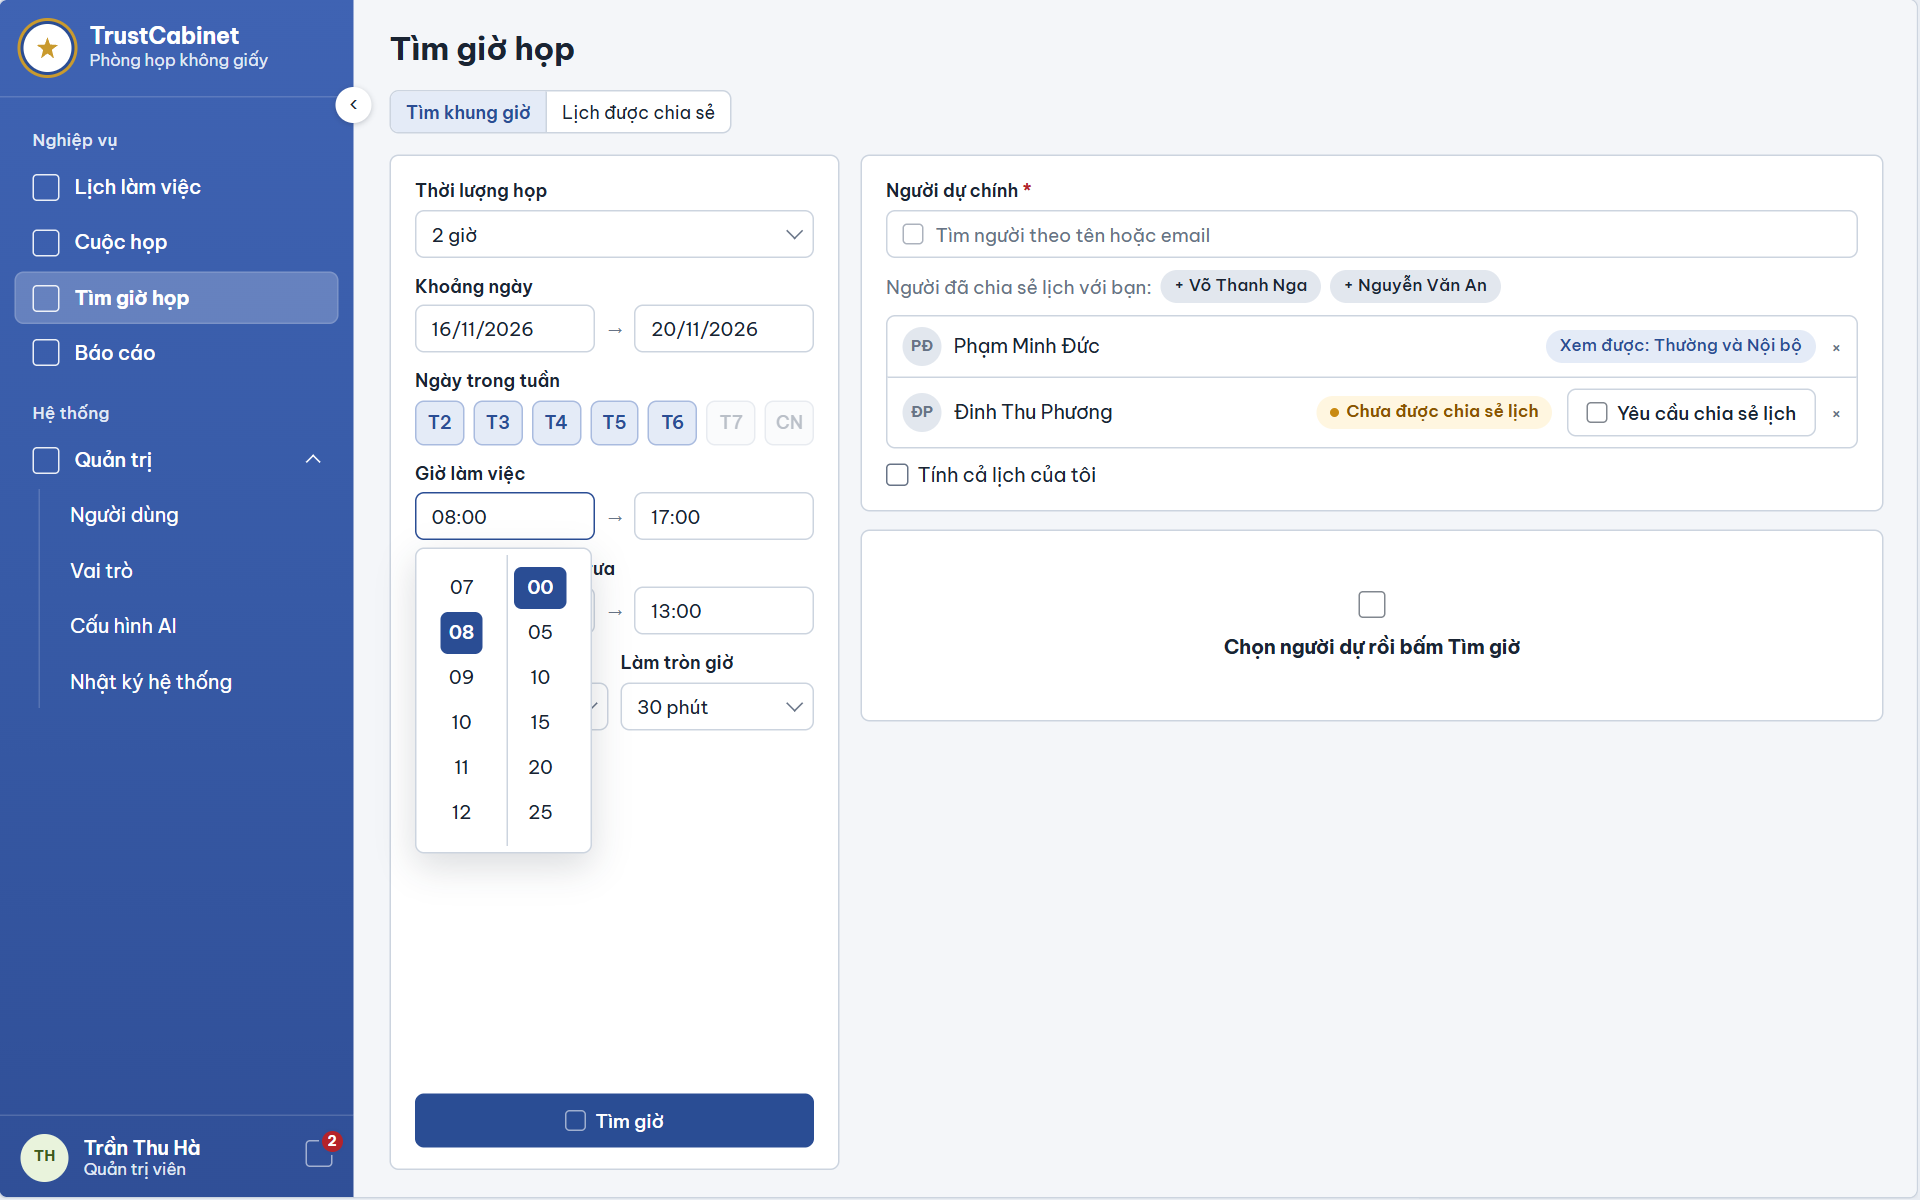 TrustCabinet
Phòng họp không giấy
Nghiệp vụ
Lịch làm việc
Cuộc họp
Tìm giờ họp
Báo cáo
Hệ thống
Quản trị
Người dùng
Vai trò
Cấu hình AI
Nhật ký hệ thống
TH
Trần Thu Hà
Quản trị viên
2
Tìm giờ họp
Tìm khung giờ
Lịch được chia sẻ
Thời lượng họp
2 giờ
Khoảng ngày
16/11/2026 → 20/11/2026
Ngày trong tuần
T2 T3 T4 T5 T6 T7 CN
Giờ làm việc
08:00 → 17:00
07 00
08 05
09 10
10 15
11 20
12 25
→ 13:00
Làm tròn giờ
30 phút
Tìm giờ
Người dự chính *
Tìm người theo tên hoặc email
Người đã chia sẻ lịch với bạn: + Võ Thanh Nga + Nguyễn Văn An
PĐ Phạm Minh Đức Xem được: Thường và Nội bộ ×
ĐP Đinh Thu Phương Chưa được chia sẻ lịch Yêu cầu chia sẻ lịch ×
Tính cả lịch của tôi
Chọn người dự rồi bấm Tìm giờ